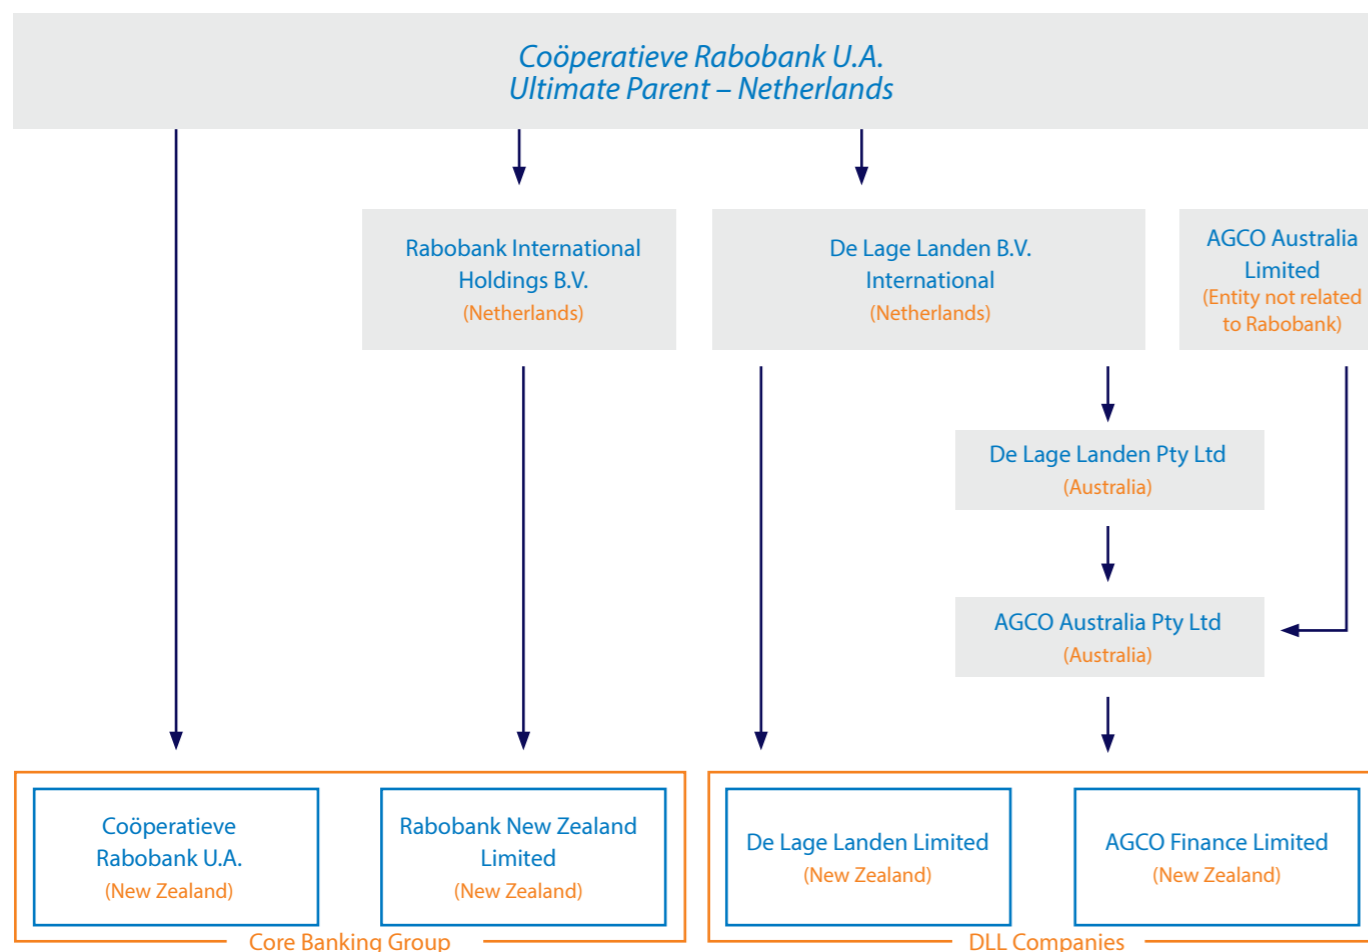 Coöperatieve Rabobank U.A.
Ultimate Parent – Netherlands
Rabobank International
Holdings B.V.
(Netherlands)
De Lage Landen B.V.
International
(Netherlands)
AGCO Australia
Limited
(Entity not related
to Rabobank)
De Lage Landen Pty Ltd
(Australia)
AGCO Australia Pty Ltd
(Australia)
Coöperatieve
Rabobank U.A.
(New Zealand)
Rabobank New Zealand
Limited
(New Zealand)
De Lage Landen Limited
(New Zealand)
AGCO Finance Limited
(New Zealand)
Core Banking Group
DLL Companies